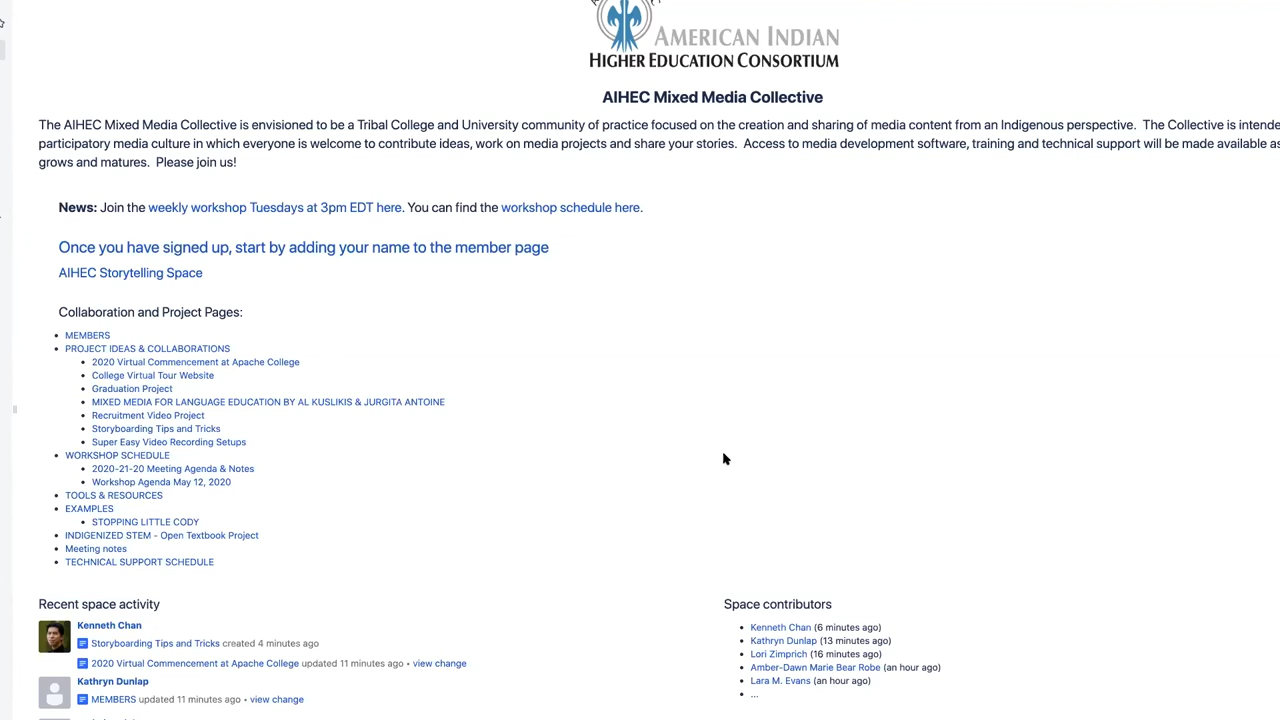 AMERICAN INDIAN
HIGHER EDUCATION CONSORTIUM
AIHEC Mixed Media Collective
The AIHEC Mixed Media Collective is envisioned to be a Tribal College and University community of practice focused on the creation and sharing of media content from an Indigenous perspective. The Collective is intende
participatory media culture in which everyone is welcome to contribute ideas, work on media projects and share your stories. Access to media development software, training and technical support will be made available as
grows and matures. Please join us!
News: Join the weekly workshop Tuesdays at 3pm EDT here. You can find the workshop schedule here.
Once you have signed up, start by adding your name to the member page
AIHEC Storytelling Space
Collaboration and Project Pages:
• MEMBERS
• PROJECT IDEAS & COLLABORATIONS
• 2020 Virtual Commencement at Apache College
• College Virtual Tour Website
• Graduation Project
• MIXED MEDIA FOR LANGUAGE EDUCATION BY AL KUSLIKIS & JURGITA ANTOINE
• Recruitment Video Project
• Storyboarding Tips and Tricks
• Super Easy Video Recording Setups
• WORKSHOP SCHEDULE
• 2020-21-20 Meeting Agenda & Notes
• Workshop Agenda May 12, 2020
• TOOLS & RESOURCES
• EXAMPLES
• STOPPING LITTLE CODY
• INDIGENIZED STEM - Open Textbook Project
• Meeting notes
• TECHNICAL SUPPORT SCHEDULE
Recent space activity
Kenneth Chan
Storyboarding Tips and Tricks created 4 minutes ago
2020 Virtual Commencement at Apache College updated 11 minutes ago • view change
Kathryn Dunlap
MEMBERS updated 11 minutes ago • view change
Space contributors
• Kenneth Chan (6 minutes ago)
• Kathryn Dunlap (13 minutes ago)
• Lori Zimprich (16 minutes ago)
• Amber-Dawn Marie Bear Robe (an hour ago)
• Lara M. Evans (an hour ago)
• ...